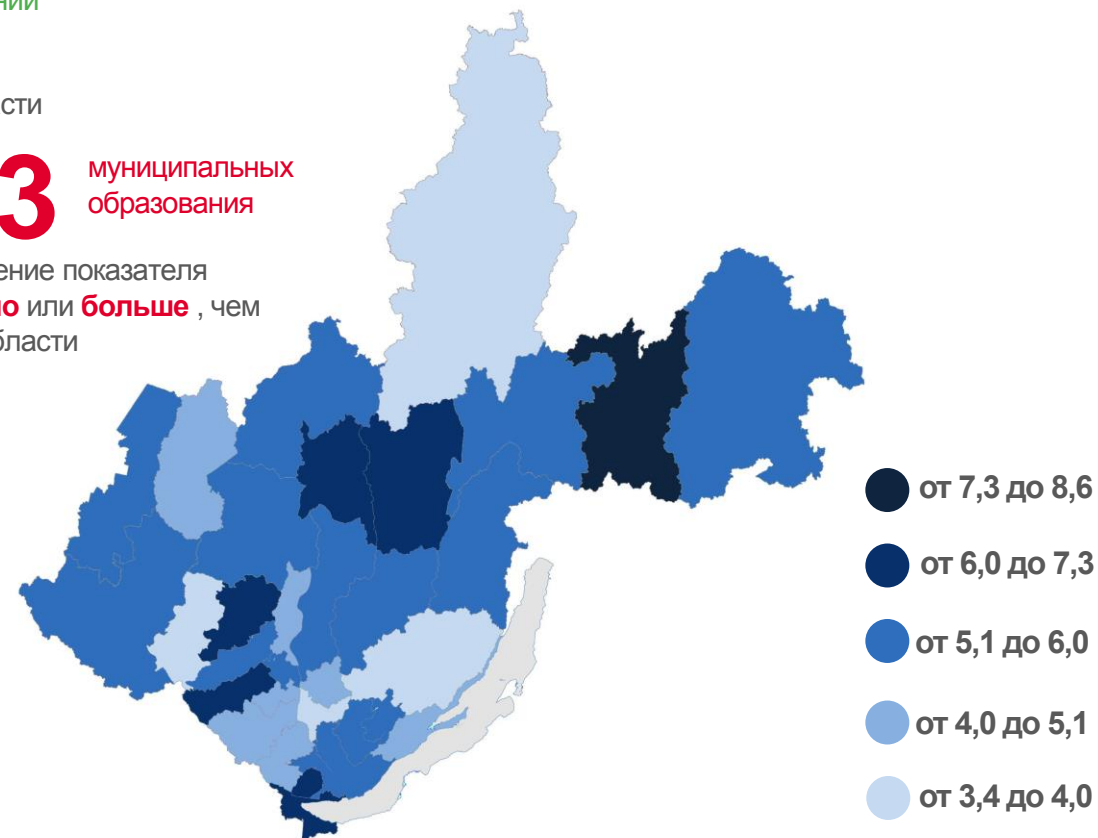 нии
сти
3 муниципальных
образования
ение показателя
но или больше , чем
бласти
от 7,3 до 8,6
от 6,0 до 7,3
от 5,1 до 6,0
от 4,0 до 5,1
от 3,4 до 4,0